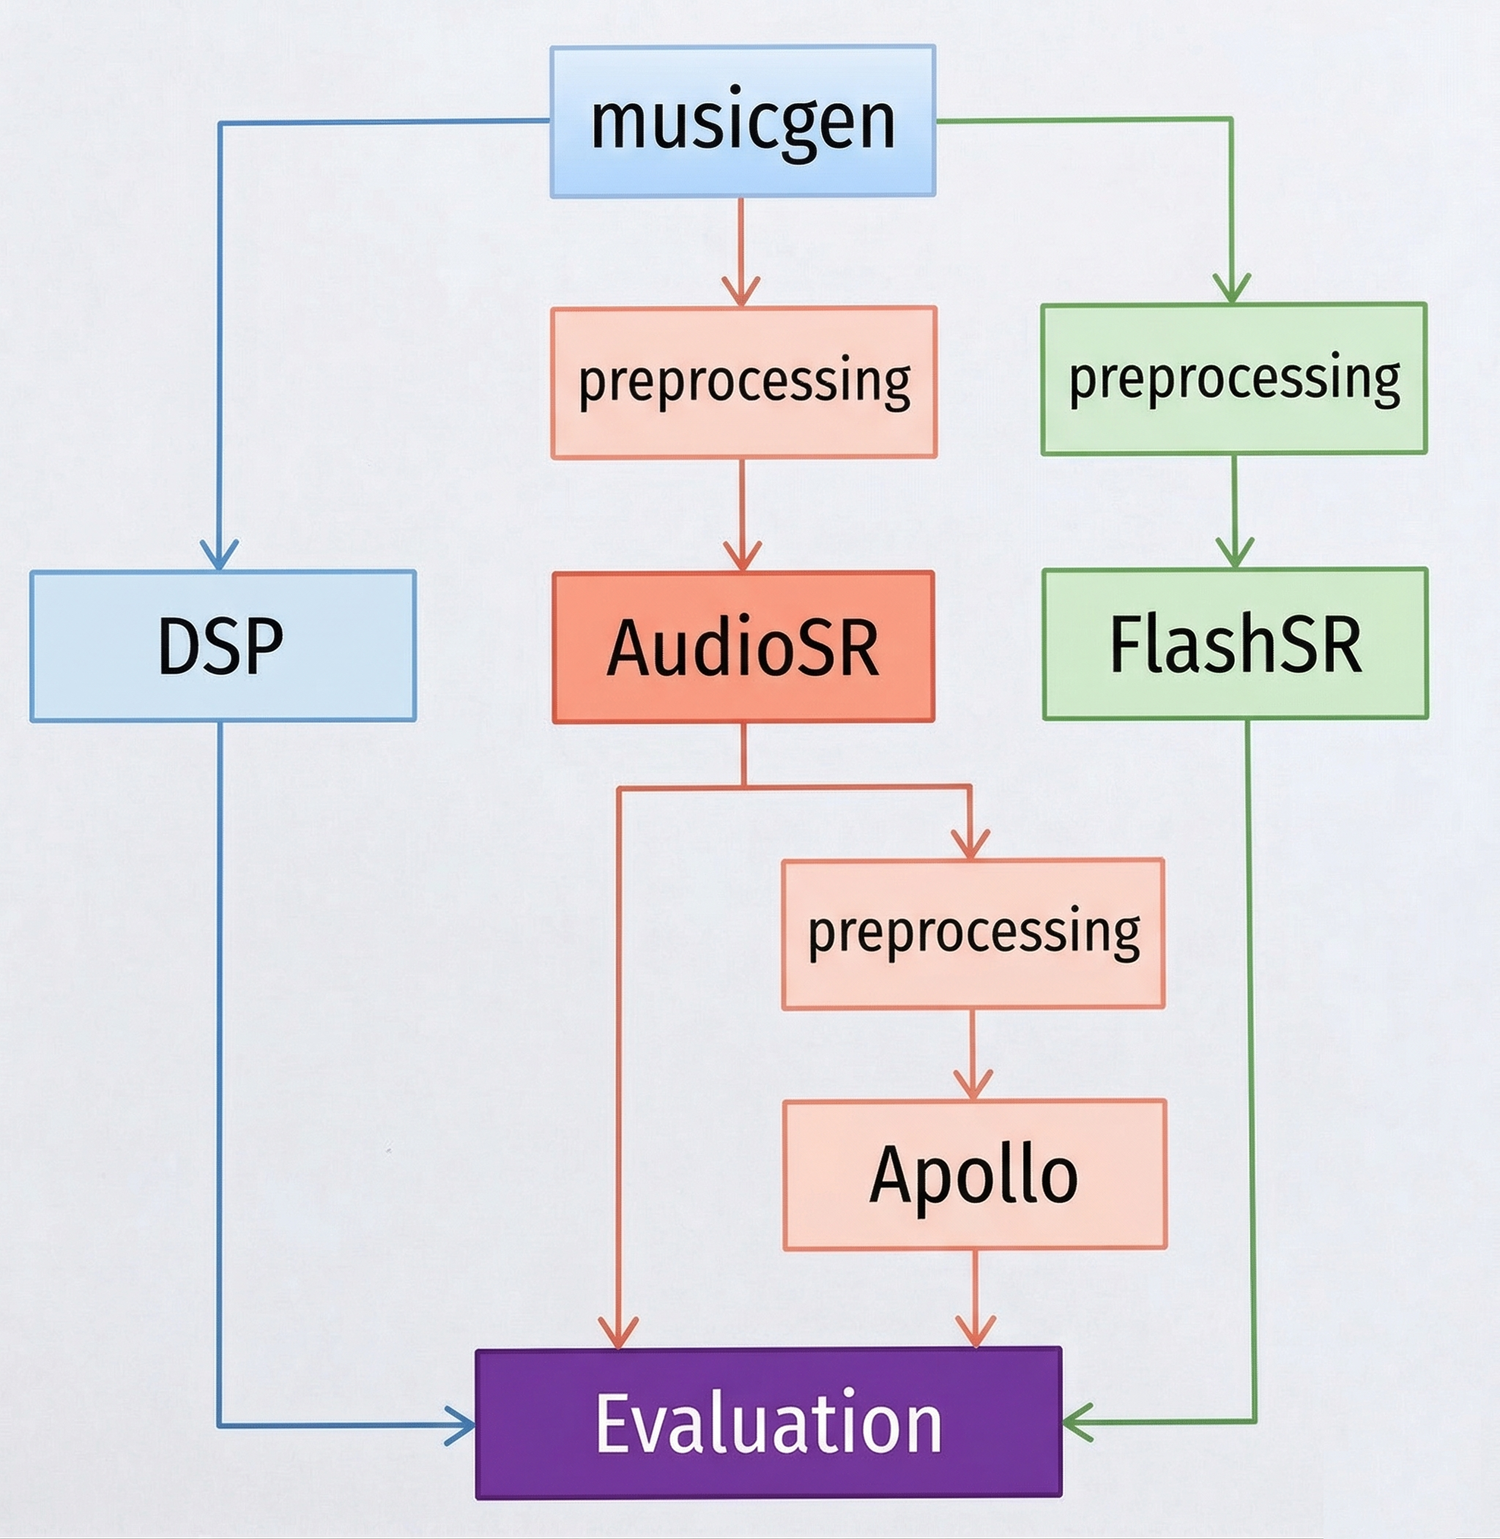 musicgen
preprocessing
preprocessing
DSP
AudioSR
FlashSR
preprocessing
Apollo
Evaluation